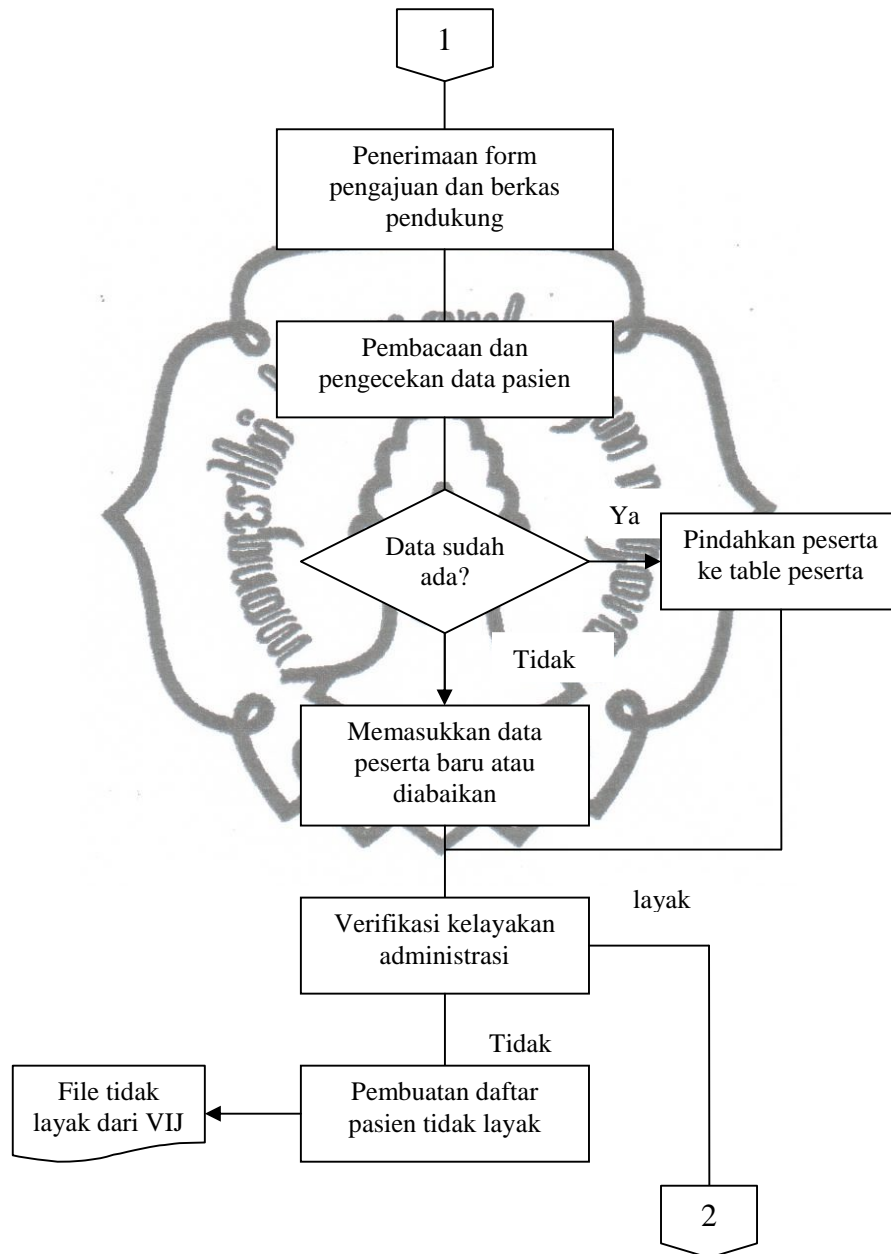 1
Penerimaan form
pengajuan dan berkas
pendukung
Pembacaan dan
pengecekan data pasien
Data sudah
ada?
Ya
Pindahkan peserta
ke table peserta
Tidak
Memasukkan data
peserta baru atau
diabaikan
layak
Verifikasi kelayakan
administrasi
Tidak
File tidak
layak dari VIJ
Pembuatan daftar
pasien tidak layak
2